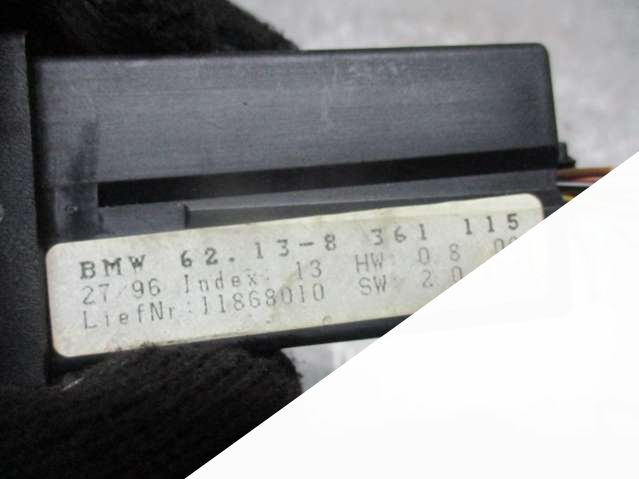 BMW 62.13-8 361 115
27/96 Index: 13 HW: 0.8
LiefNr:11868010 SW: 2.0